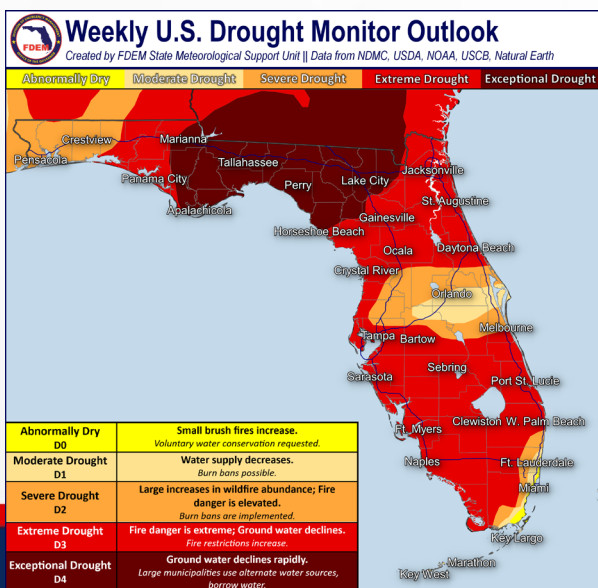 FDEM
Weekly U.S. Drought Monitor Outlook
Created by FDEM State Meteorological Support Unit || Data from NDMC, USDA, NOAA, USCB, Natural Earth
Abnormally Dry Moderate Drought Severe Drought Extreme Drought Exceptional Drought
Crestview
Marianna
Pensacola
Tallahassee
Panama City
Perry
Lake City
Jacksonville
Apalachicola
St. Augustine
Gainesville
Horseshoe Beach
Ocala
Daytona Beach
Crystal River
Orlando
Melbourne
Tampa
Bartow
Sebring
Sarasota
Port St. Lucie
Clewiston
W. Palm Beach
Ft. Myers
Naples
Ft. Lauderdale
Miami
Key Largo
Marathon
Key West
Abnormally Dry
D0
Small brush fires increase.
Voluntary water conservation requested.
Moderate Drought
D1
Water supply decreases.
Burn bans possible.
Severe Drought
D2
Large increases in wildfire abundance; Fire
danger is elevated.
Burn bans are implemented.
Extreme Drought
D3
Fire danger is extreme; Ground water declines.
Fire restrictions increase.
Exceptional Drought
D4
Ground water declines rapidly.
Large municipalities use alternate water sources,
borrow water.